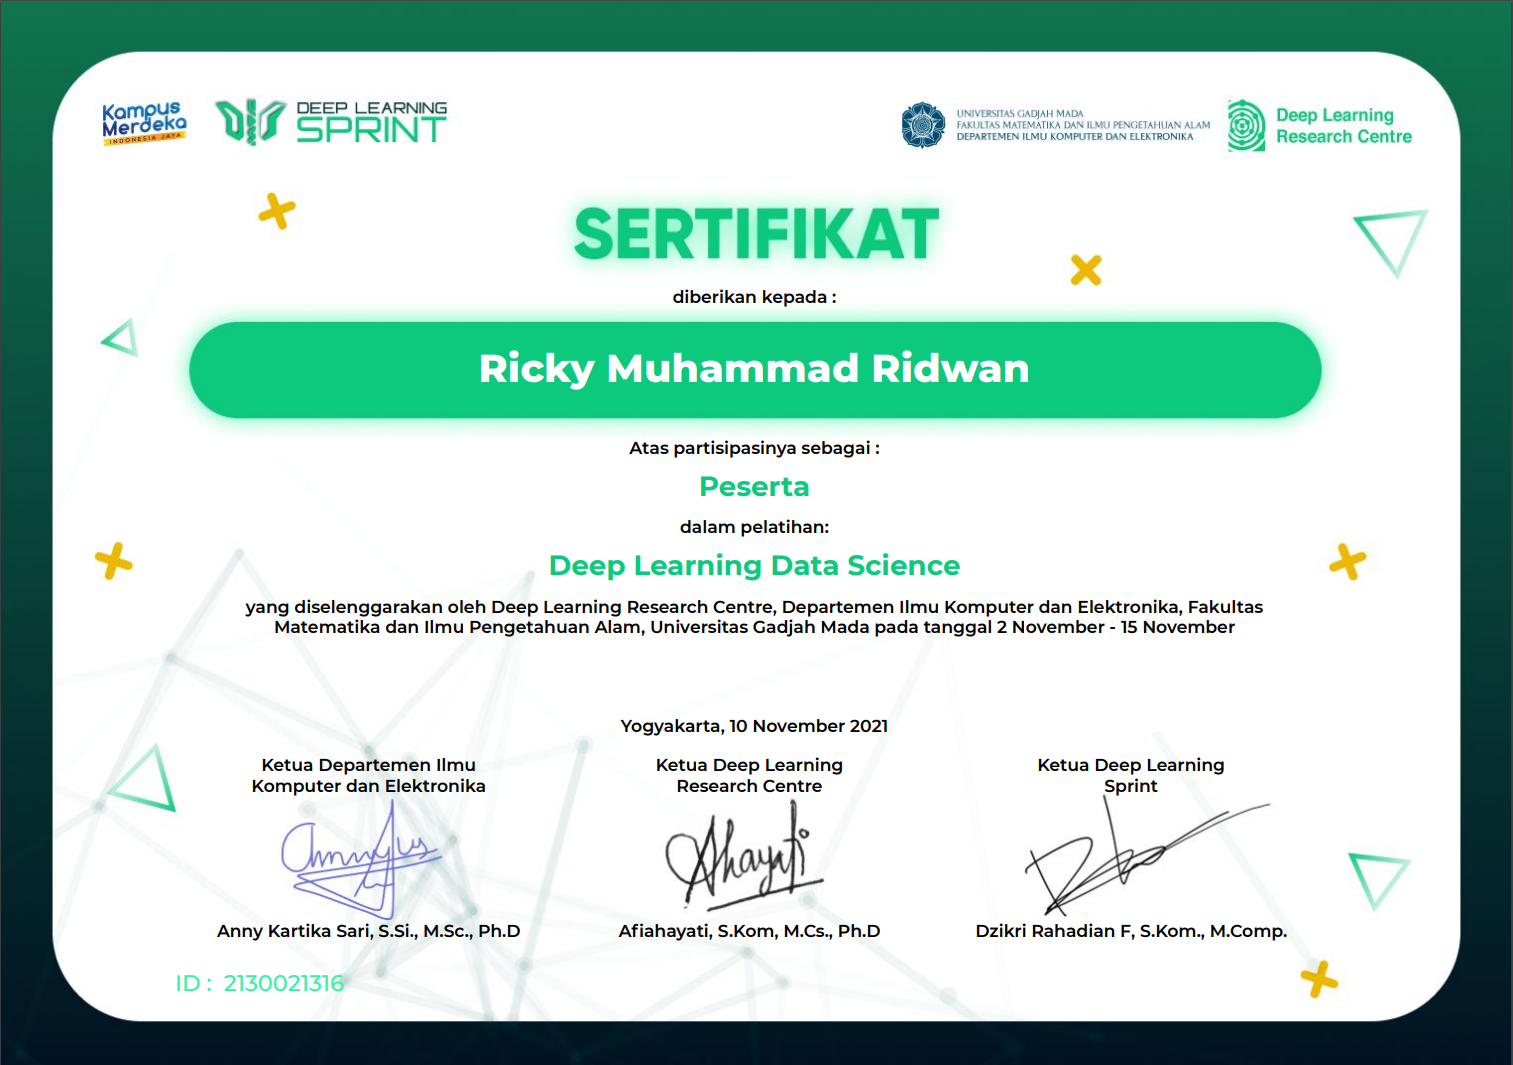 Kampus
Merdeka
INDONESIA JAYA
DEEP LEARNING
SPRINT
UNIVERSITAS GADJAH MADA
FAKULTAS MATEMATIKA DAN ILMU PENGETAHUAN ALAM
DEPARTEMEN ILMU KOMPUTER DAN ELEKTRONIKA
Deep Learning
Research Centre
SERTIFIKAT
diberikan kepada :
Ricky Muhammad Ridwan
Atas partisipasinya sebagai :
Peserta
dalam pelatihan:
Deep Learning Data Science
yang diselenggarakan oleh Deep Learning Research Centre, Departemen Ilmu Komputer dan Elektronika, Fakultas
Matematika dan Ilmu Pengetahuan Alam, Universitas Gadjah Mada pada tanggal 2 November - 15 November
Yogyakarta, 10 November 2021
Ketua Departemen Ilmu
Komputer dan Elektronika
Ketua Deep Learning
Research Centre
Ketua Deep Learning
Sprint
Afiahayati
Anny Kartika Sari, S.Si., M.Sc., Ph.D
Afiahayati, S.Kom, M.Cs., Ph.D
Dzikri Rahadian F, S.Kom., M.Comp.
ID : 2130021316